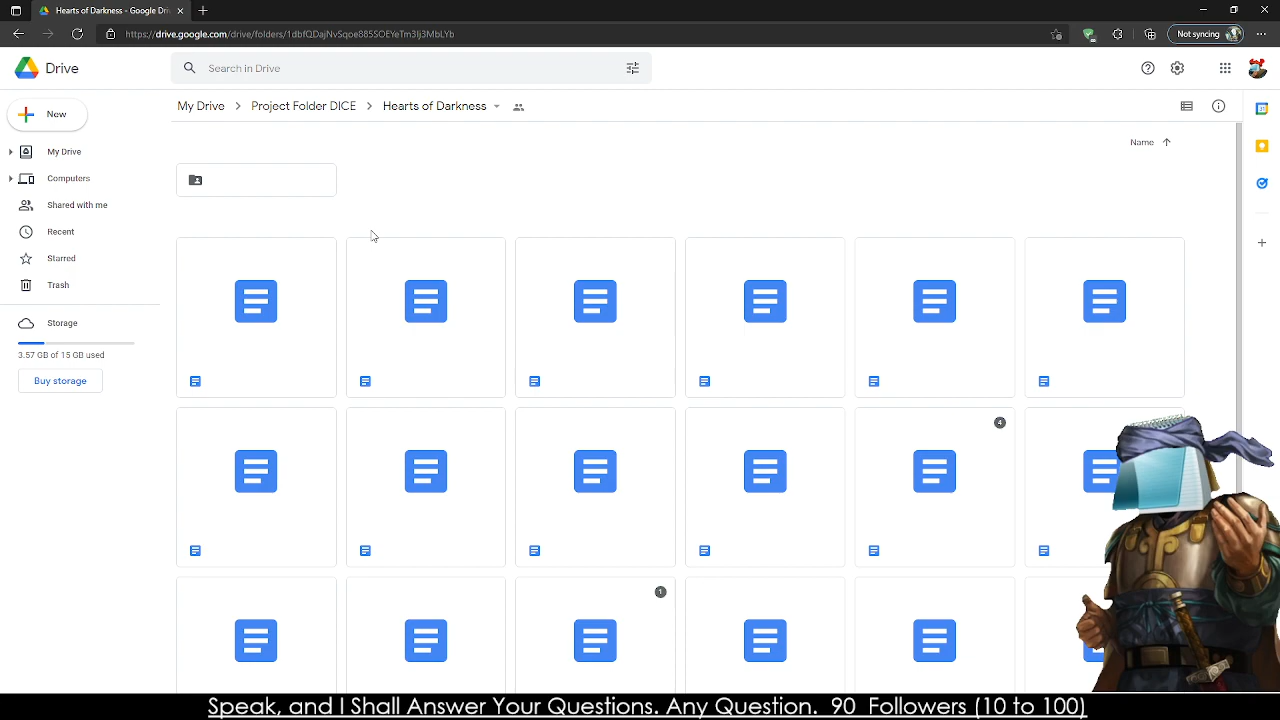 Hearts of Darkness - Google Dri
https://drive.google.com/drive/folders/1dbfQDajNvSqoe885SOEYeTm3Ij3MbLYb
Not syncing
Drive
Search in Drive
New
My Drive
Project Folder DICE
Hearts of Darkness
Name
My Drive
Computers
Shared with me
Recent
Starred
Trash
Storage
3.57 GB of 15 GB used
Buy storage
4
1
Speak, and I Shall Answer Your Questions. Any Question. 90 Followers (10 to 100)